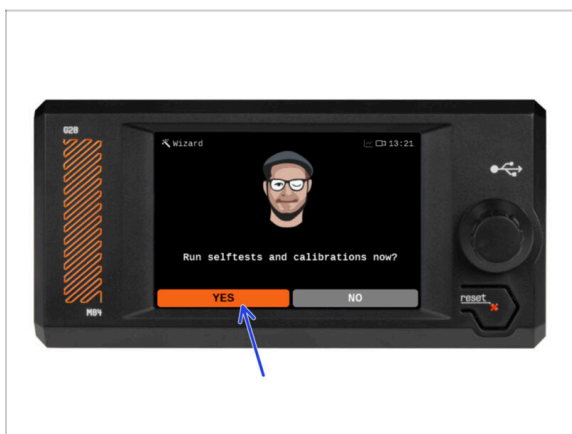 G28
Wizard
13:21
Run selftests and calibrations now?
YES
NO
reset
M84